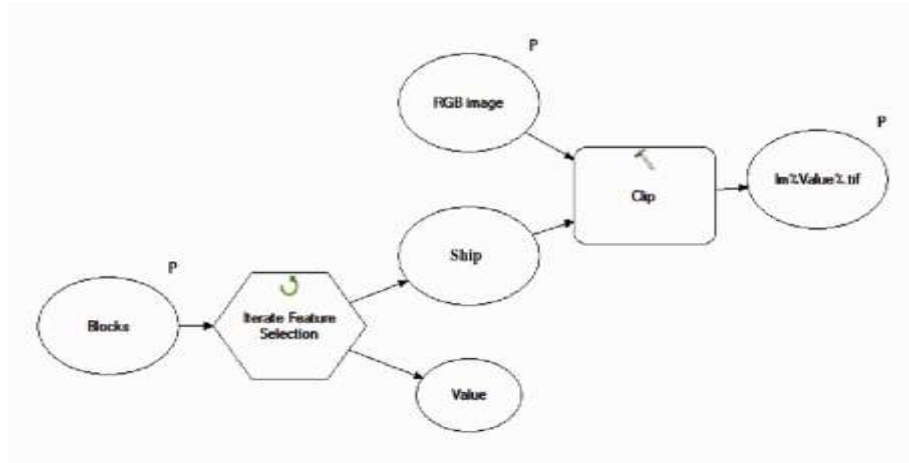 P
RGB image
P
Clip
Im%Value%.tif
Ship
P
Blocks
Iterate Feature
Selection
Value